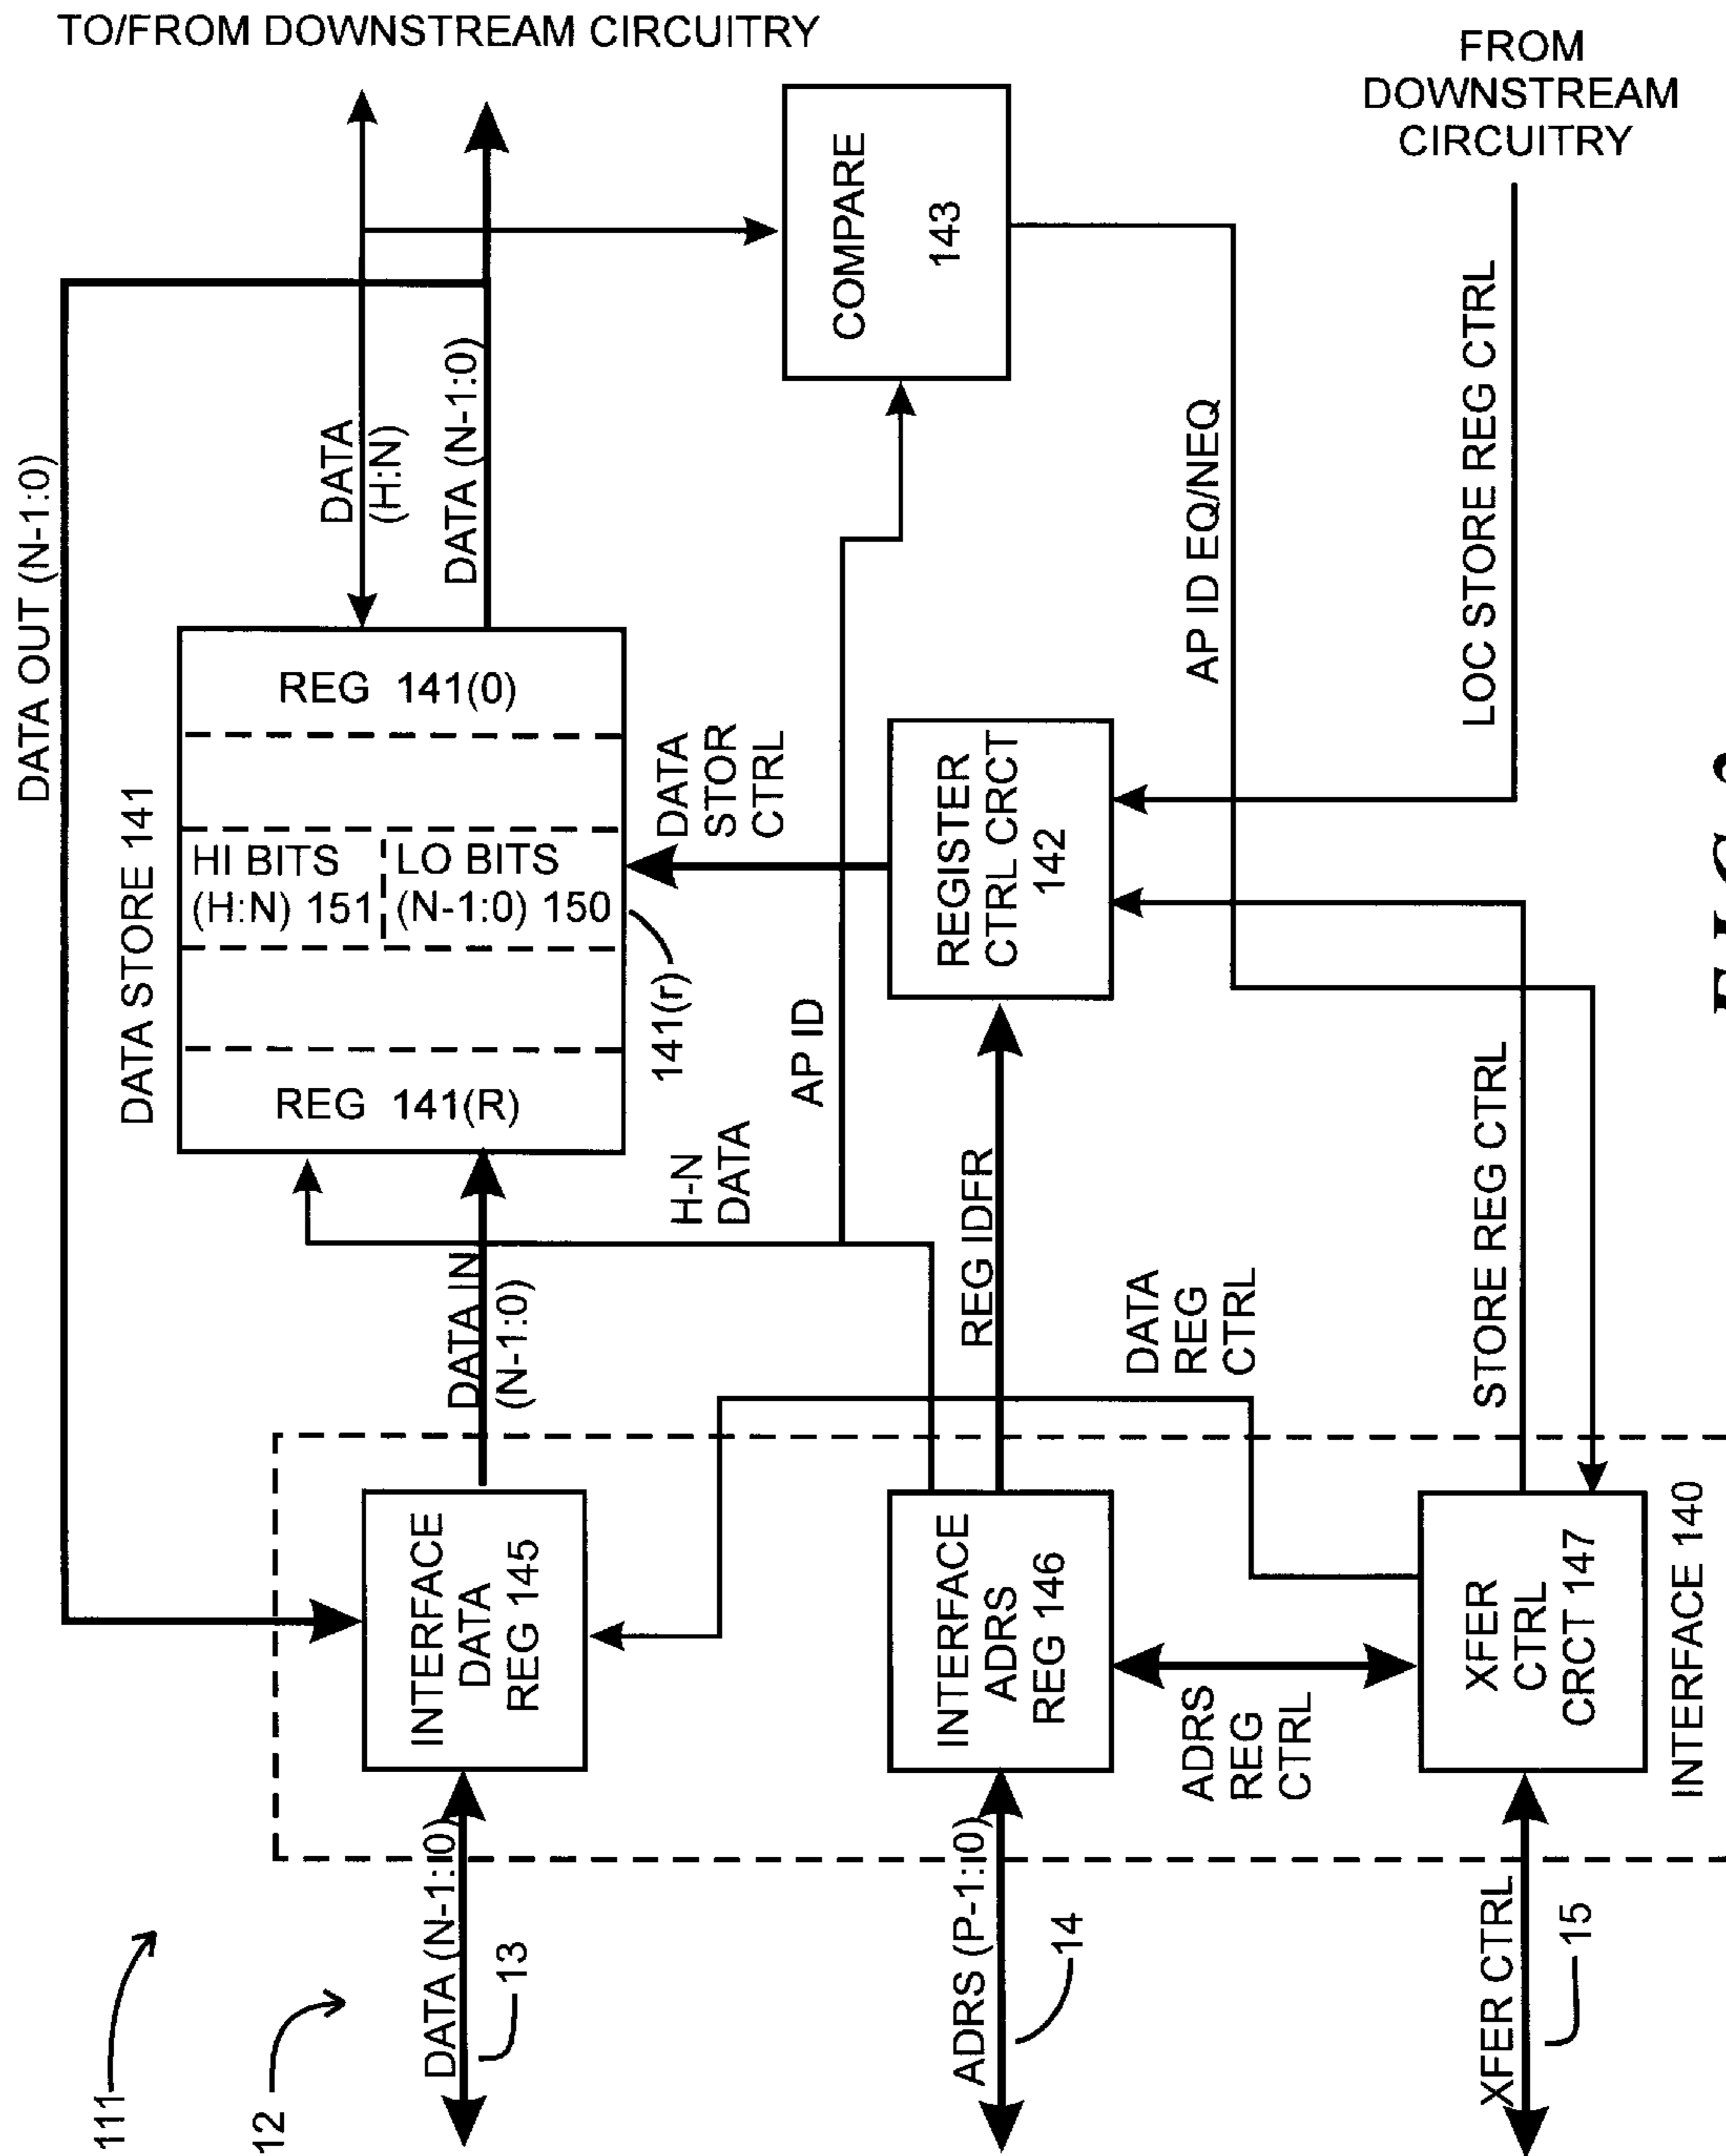 TO/FROM DOWNSTREAM CIRCUITRY
FROM
DOWNSTREAM
CIRCUITRY
DATA OUT (N-1:0)
DATA
(H:N)
DATA (N-1:0)
COMPARE
143
AP ID EQ/NEQ
LOC STORE REG CTRL
DATA STORE 141
REG 141(0)
HI BITS
(H:N) 151
LO BITS
(N-1:0) 150
REG 141(R)
141(r)
DATA
STOR
CTRL
REGISTER
CTRL CRCT
142
AP ID
H-N
DATA
DATA IN
(N-1:0)
REG IDFR
DATA
REG
CTRL
STORE REG CTRL
INTERFACE
DATA
REG 145
INTERFACE
ADRS
REG 146
XFER
CTRL
CRCT 147
ADRS
REG
CTRL
INTERFACE 140
DATA (N-1:0)
13
ADRS (P-1:0)
14
XFER CTRL
15
111
12